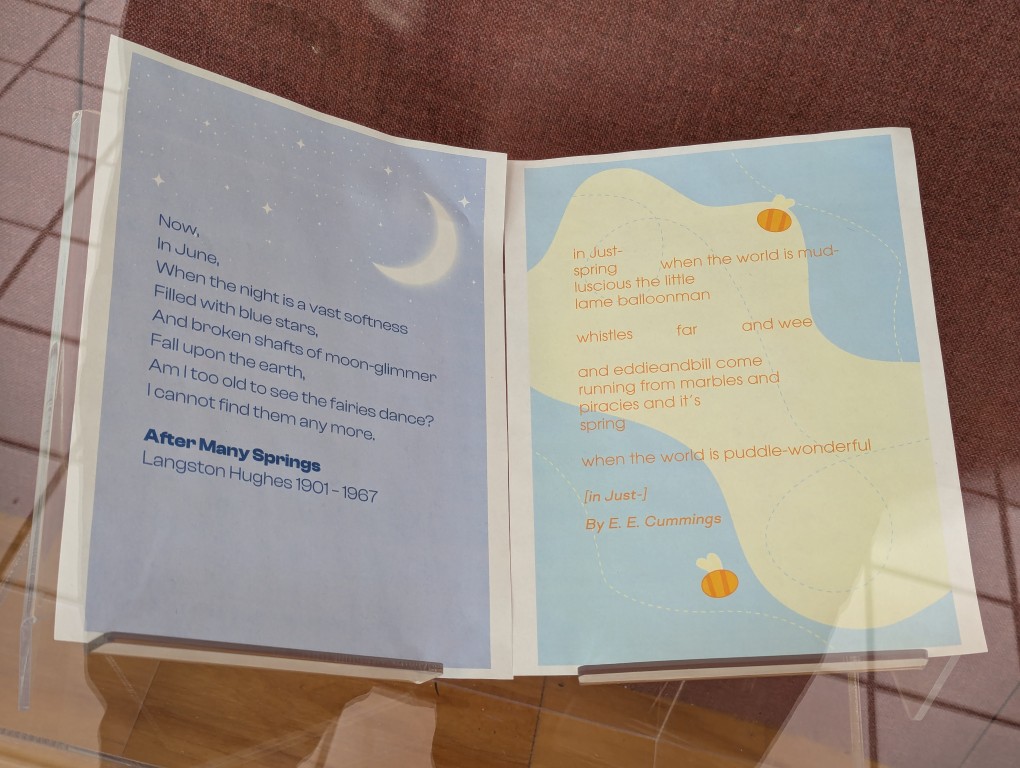 Now,
In June,
When the night is a vast softness
Filled with blue stars,
And broken shafts of moon-glimmer
Fall upon the earth,
Am I too old to see the fairies dance?
I cannot find them any more.
After Many Springs
Langston Hughes 1901 - 1967
in Just-
spring when the world is mud-
luscious the little
lame balloonman
whistles far and wee
and eddieandbill come
running from marbles and
piracies and it's
spring
when the world is puddle-wonderful
[in Just-]
By E. E. Cummings